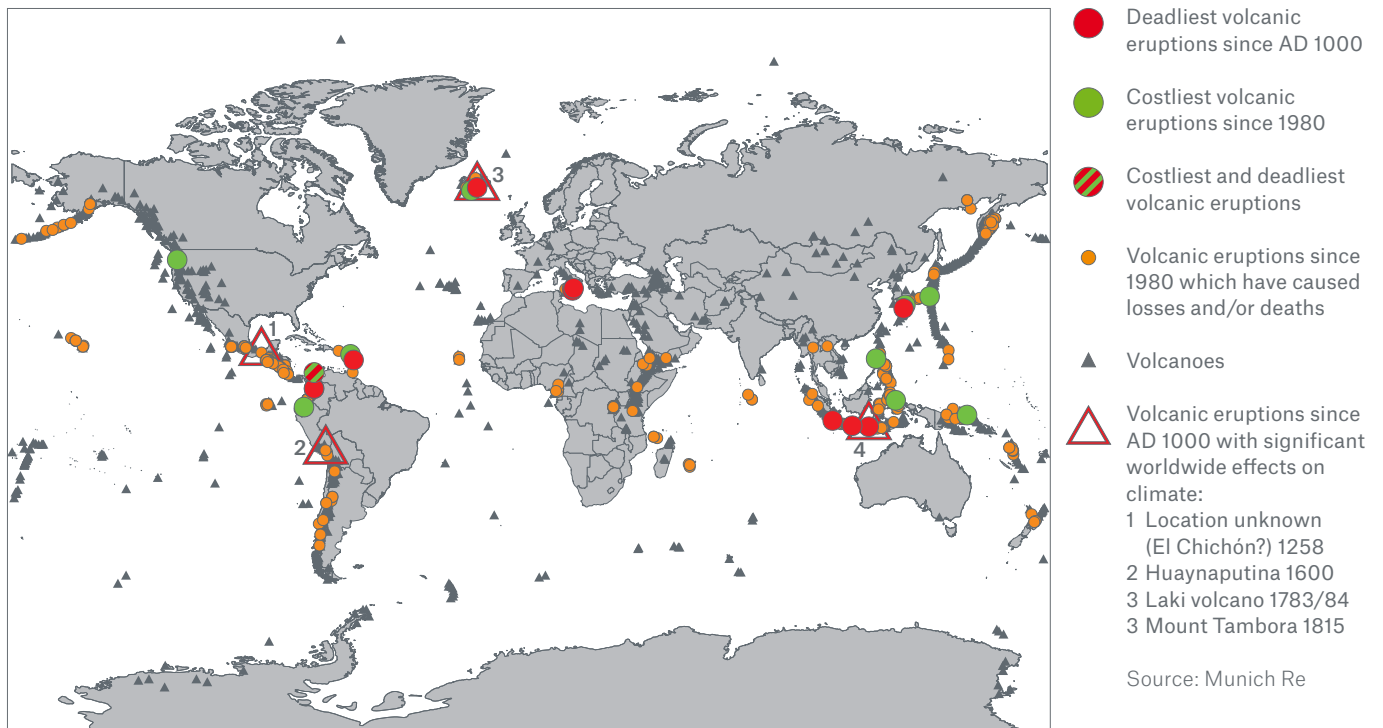 1
2
3
4
Deadliest volcanic
eruptions since AD 1000
Costliest volcanic
eruptions since 1980
Costliest and deadliest
volcanic eruptions
Volcanic eruptions since
1980 which have caused
losses and/or deaths
Volcanoes
Volcanic eruptions since
AD 1000 with significant
worldwide effects on
climate:
1 Location unknown
(El Chichón?) 1258
2 Huaynaputina 1600
3 Laki volcano 1783/84
3 Mount Tambora 1815
Source: Munich Re